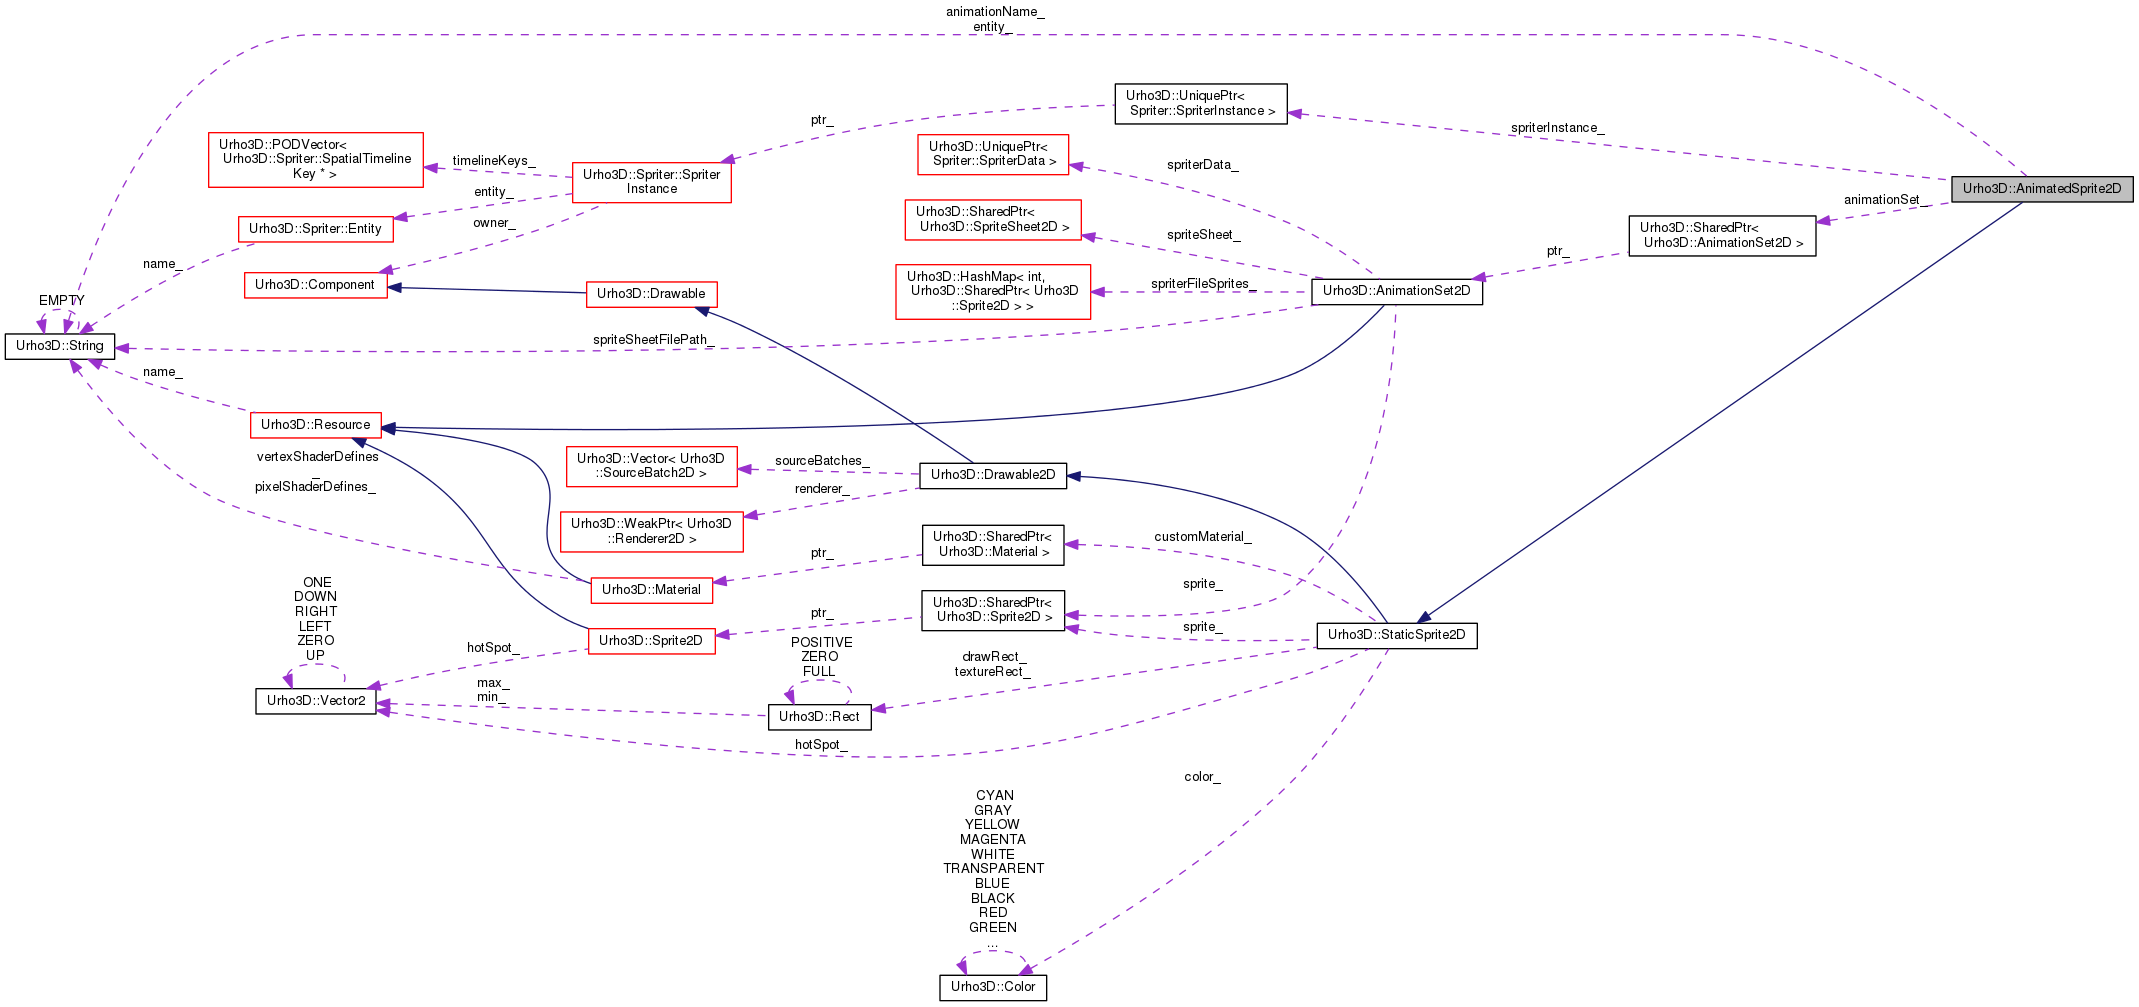 animationName_
entity_
Urho3D::UniquePtr<
Spriter::SpriterInstance >
ptr_
spriterInstance_
Urho3D::PODVector<
Urho3D::Spriter::SpatialTimeline
Key * >
timelineKeys_
Urho3D::Spriter::Spriter
Instance
Urho3D::UniquePtr<
Spriter::SpriterData >
spriterData_
Urho3D::AnimatedSprite2D
entity_
animationSet_
Urho3D::Spriter::Entity
owner_
Urho3D::SharedPtr<
Urho3D::SpriteSheet2D >
spriteSheet_
Urho3D::SharedPtr<
Urho3D::AnimationSet2D >
ptr_
name_
Urho3D::Component
Urho3D::Drawable
Urho3D::HashMap< int,
Urho3D::SharedPtr< Urho3D
::Sprite2D > >
spriterFileSprites_
Urho3D::AnimationSet2D
EMPTY
Urho3D::String
spriteSheetFilePath_
name_
Urho3D::Resource
vertexShaderDefines
_
pixelShaderDefines_
Urho3D::Vector< Urho3D
::SourceBatch2D >
sourceBatches_
Urho3D::Drawable2D
renderer_
Urho3D::WeakPtr< Urho3D
::Renderer2D >
Urho3D::SharedPtr<
Urho3D::Material >
customMaterial_
ptr_
Urho3D::Material
sprite_
Urho3D::SharedPtr<
Urho3D::Sprite2D >
ptr_
sprite_
Urho3D::StaticSprite2D
Urho3D::Sprite2D
ONE
DOWN
RIGHT
LEFT
ZERO
UP
hotSpot_
POSITIVE
ZERO
FULL
drawRect_
textureRect_
max_
min_
Urho3D::Vector2
Urho3D::Rect
hotSpot_
color_
CYAN
GRAY
YELLOW
MAGENTA
WHITE
TRANSPARENT
BLUE
BLACK
RED
GREEN
...
Urho3D::Color